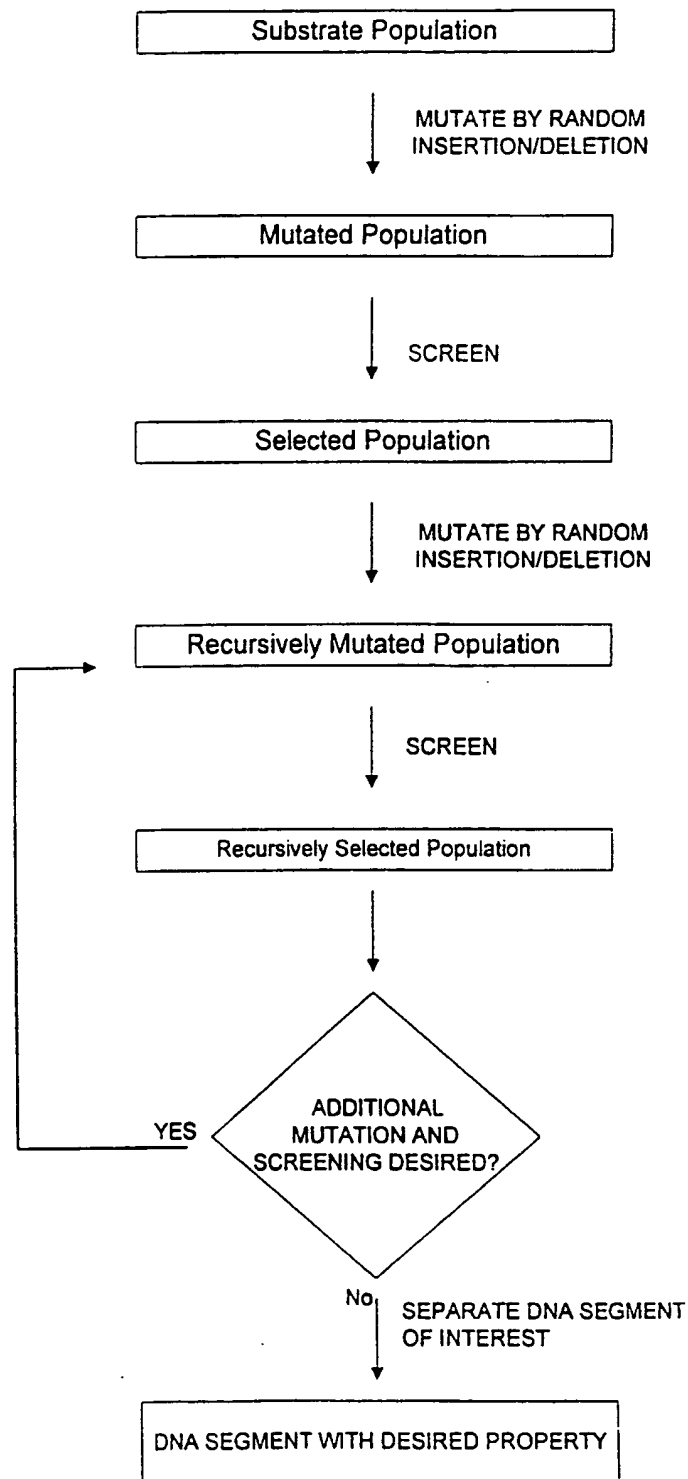 Substrate Population
MUTATE BY RANDOM
INSERTION/DELETION
Mutated Population
SCREEN
Selected Population
MUTATE BY RANDOM
INSERTION/DELETION
Recursively Mutated Population
SCREEN
Recursively Selected Population
ADDITIONAL
MUTATION AND
SCREENING DESIRED?
YES
No
SEPARATE DNA SEGMENT
OF INTEREST
DNA SEGMENT WITH DESIRED PROPERTY